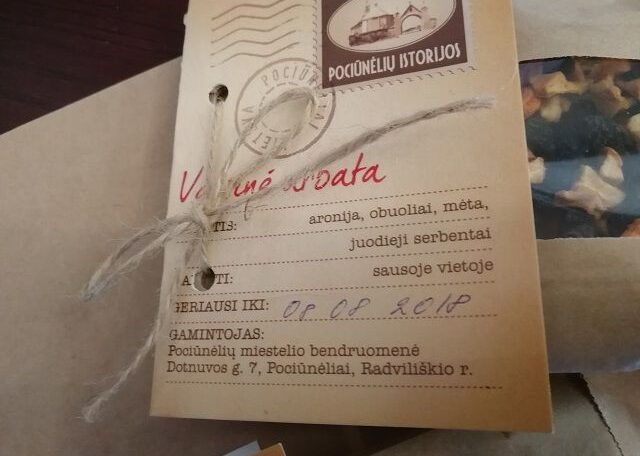 POCIŪNĖLIŲ ISTORIJOS
aronija, obuoliai, mėta,
juodieji serbentai
sausoje vietoje
GERIAUSI IKI: 08 08 2018
GAMINTOJAS:
Pociūnėlių miestelio bendruomenė
Dotnuvos g. 7, Pociūnėliai, Radviliškio r.